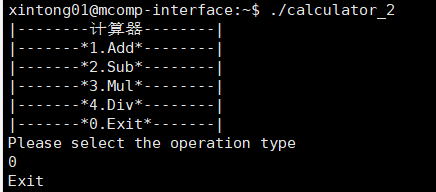 xintong01@mcomp-interface:~$ ./calculator_2
|--------计算器--------|
|-------*1.Add*--------|
|-------*2.Sub*--------|
|-------*3.Mul*--------|
|-------*4.Div*--------|
|-------*0.Exit*-------|
Please select the operation type
0
Exit